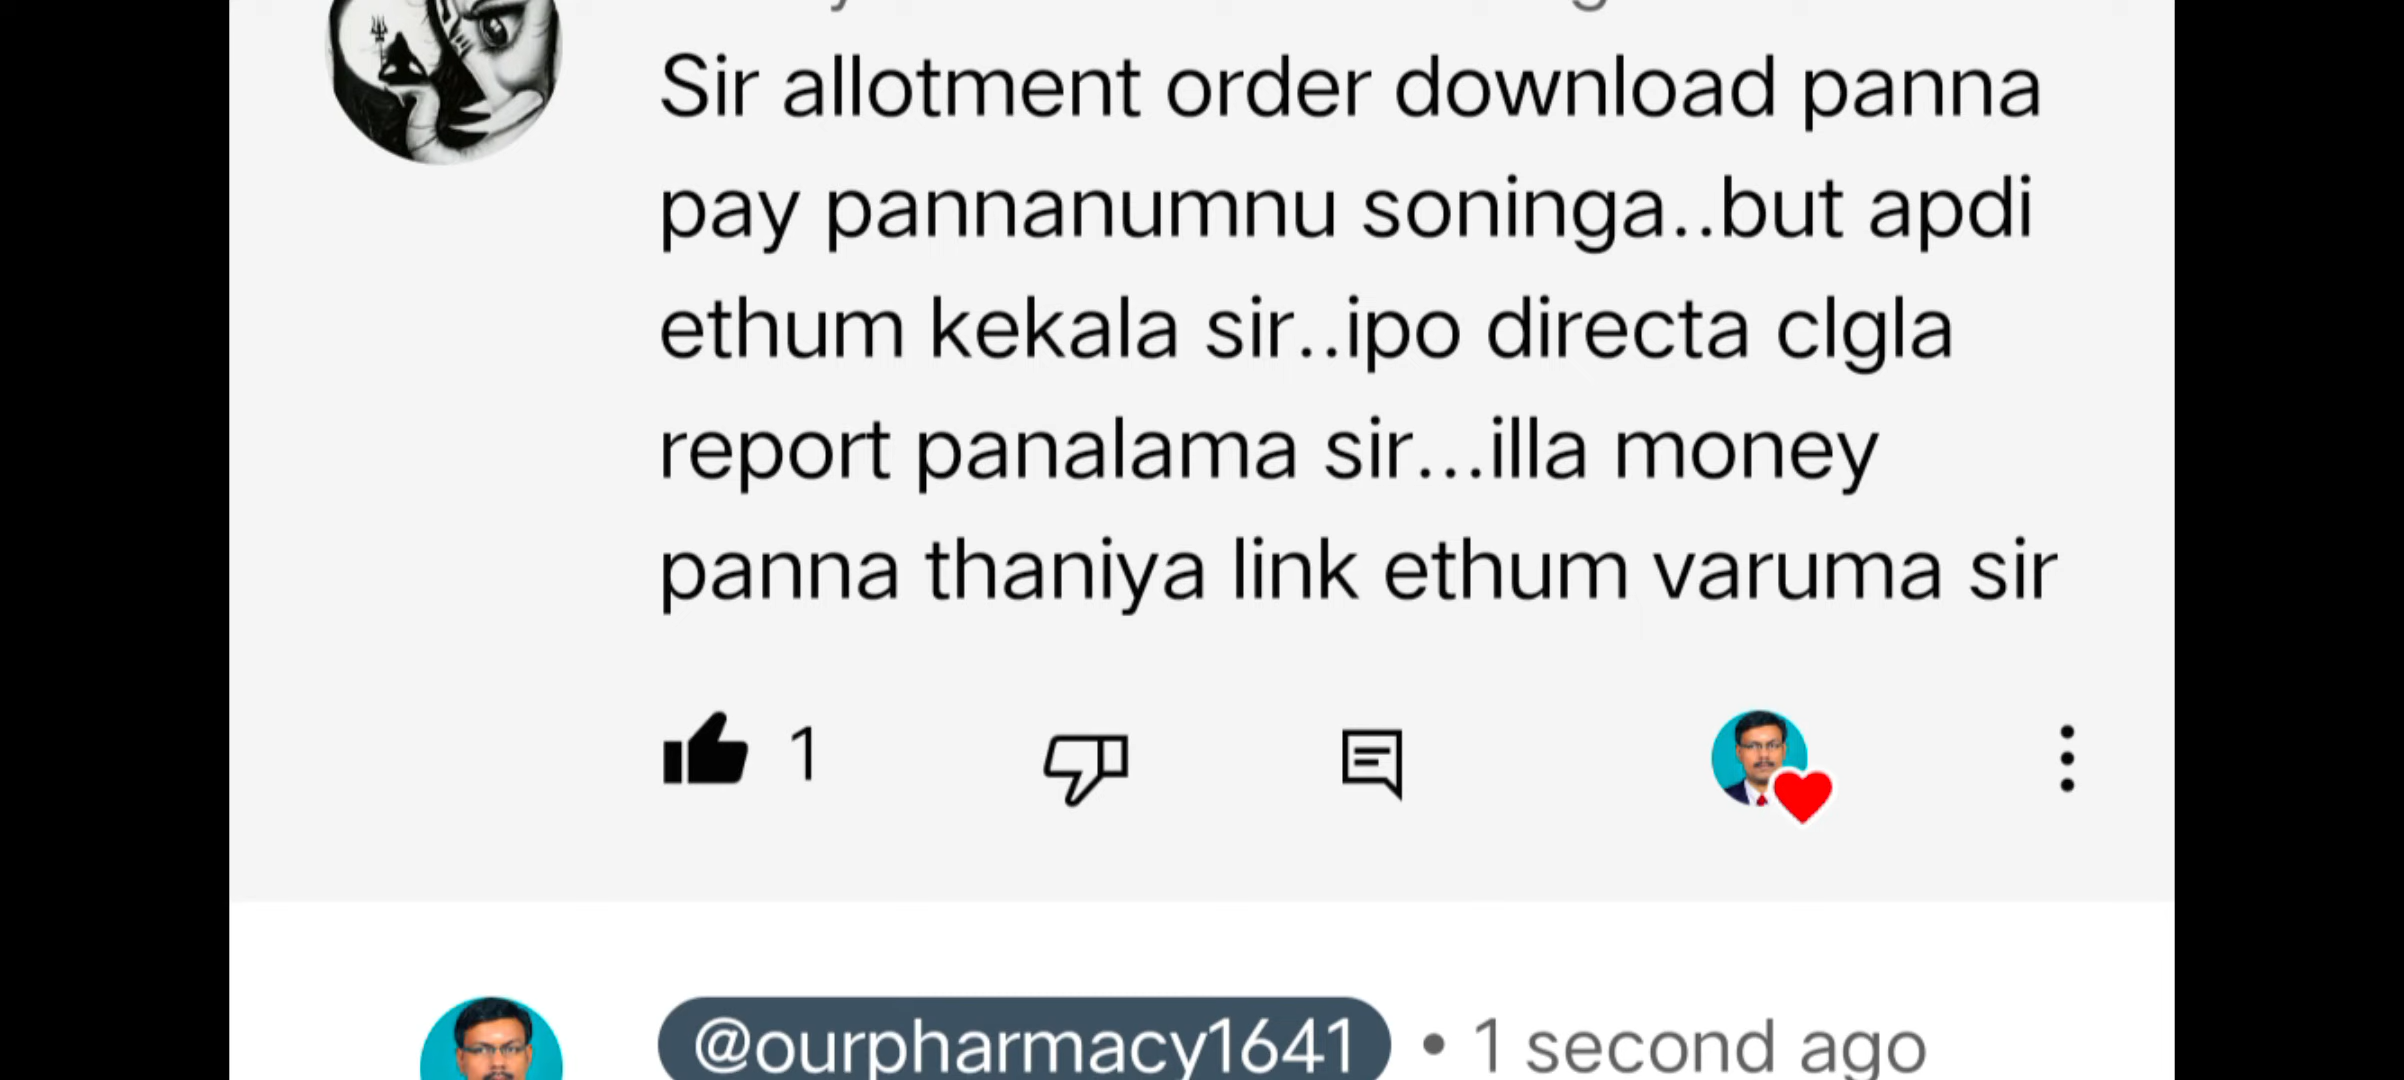 Sir allotment order download panna
pay pannanumnu soninga..but apdi
ethum kekala sir..ipo directa clgla
report panalama sir...illa money
panna thaniya link ethum varuma sir
1
@ourpharmacy1641 • 1 second ago